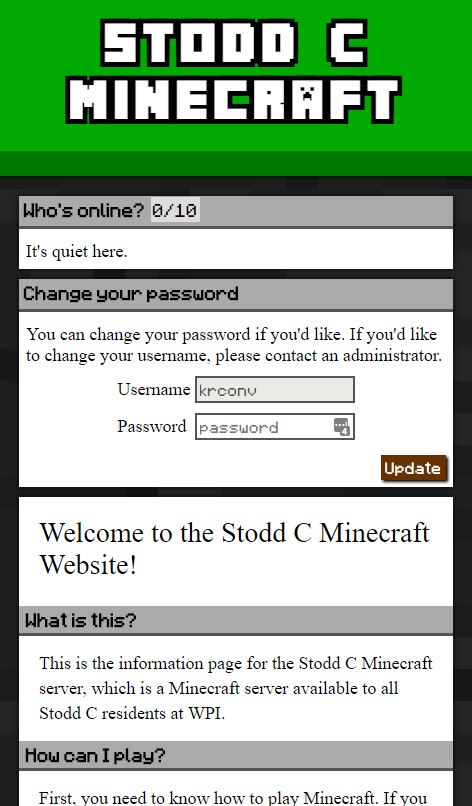 STODD C
MINECRAFT
Who's online? 0/10
It's quiet here.
Change your password
You can change your password if you'd like. If you'd like
to change your username, please contact an administrator.
Username krconv
Password password
4
Update
Welcome to the Stodd C Minecraft
Website!
What is this?
This is the information page for the Stodd C Minecraft
server, which is a Minecraft server available to all
Stodd C residents at WPI.
How can I play?
First, you need to know how to play Minecraft. If you